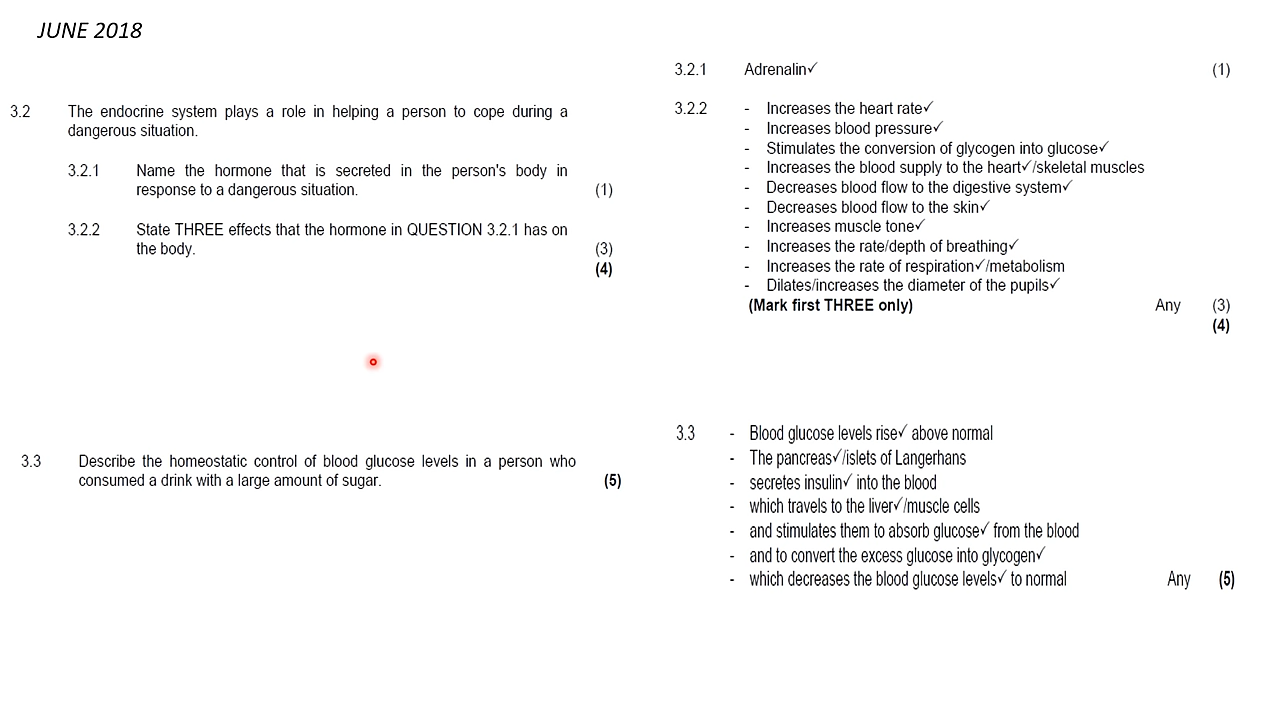 JUNE 2018
3.2 The endocrine system plays a role in helping a person to cope during a
dangerous situation.
3.2.1 Name the hormone that is secreted in the person's body in
response to a dangerous situation. (1)
3.2.2 State THREE effects that the hormone in QUESTION 3.2.1 has on
the body. (3)
(4)
3.3 Describe the homeostatic control of blood glucose levels in a person who
consumed a drink with a large amount of sugar. (5)
3.2.1 Adrenalin✓ (1)
3.2.2 - Increases the heart rate✓
- Increases blood pressure✓
- Stimulates the conversion of glycogen into glucose✓
- Increases the blood supply to the heart✓/skeletal muscles
- Decreases blood flow to the digestive system✓
- Decreases blood flow to the skin✓
- Increases muscle tone✓
- Increases the rate/depth of breathing✓
- Increases the rate of respiration✓/metabolism
- Dilates/increases the diameter of the pupils✓
(Mark first THREE only) Any (3)
(4)
3.3 - Blood glucose levels rise✓ above normal
- The pancreas✓/islets of Langerhans
- secretes insulin✓ into the blood
- which travels to the liver✓/muscle cells
- and stimulates them to absorb glucose✓ from the blood
- and to convert the excess glucose into glycogen✓
- which decreases the blood glucose levels✓ to normal Any (5)